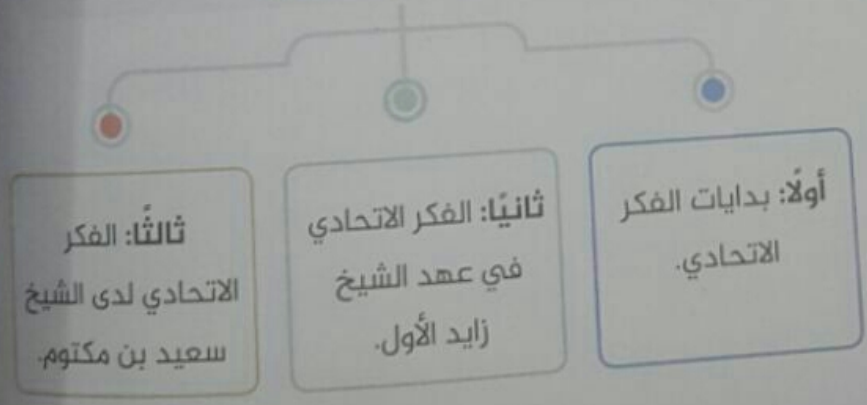 أولًا: بدايات الفكر
الاتحادي.
ثانيًا: الفكر الاتحادي
في عهد الشيخ
زايد الأول.
ثالثًا: الفكر
الاتحادي لدى الشيخ
سعيد بن مكتوم.